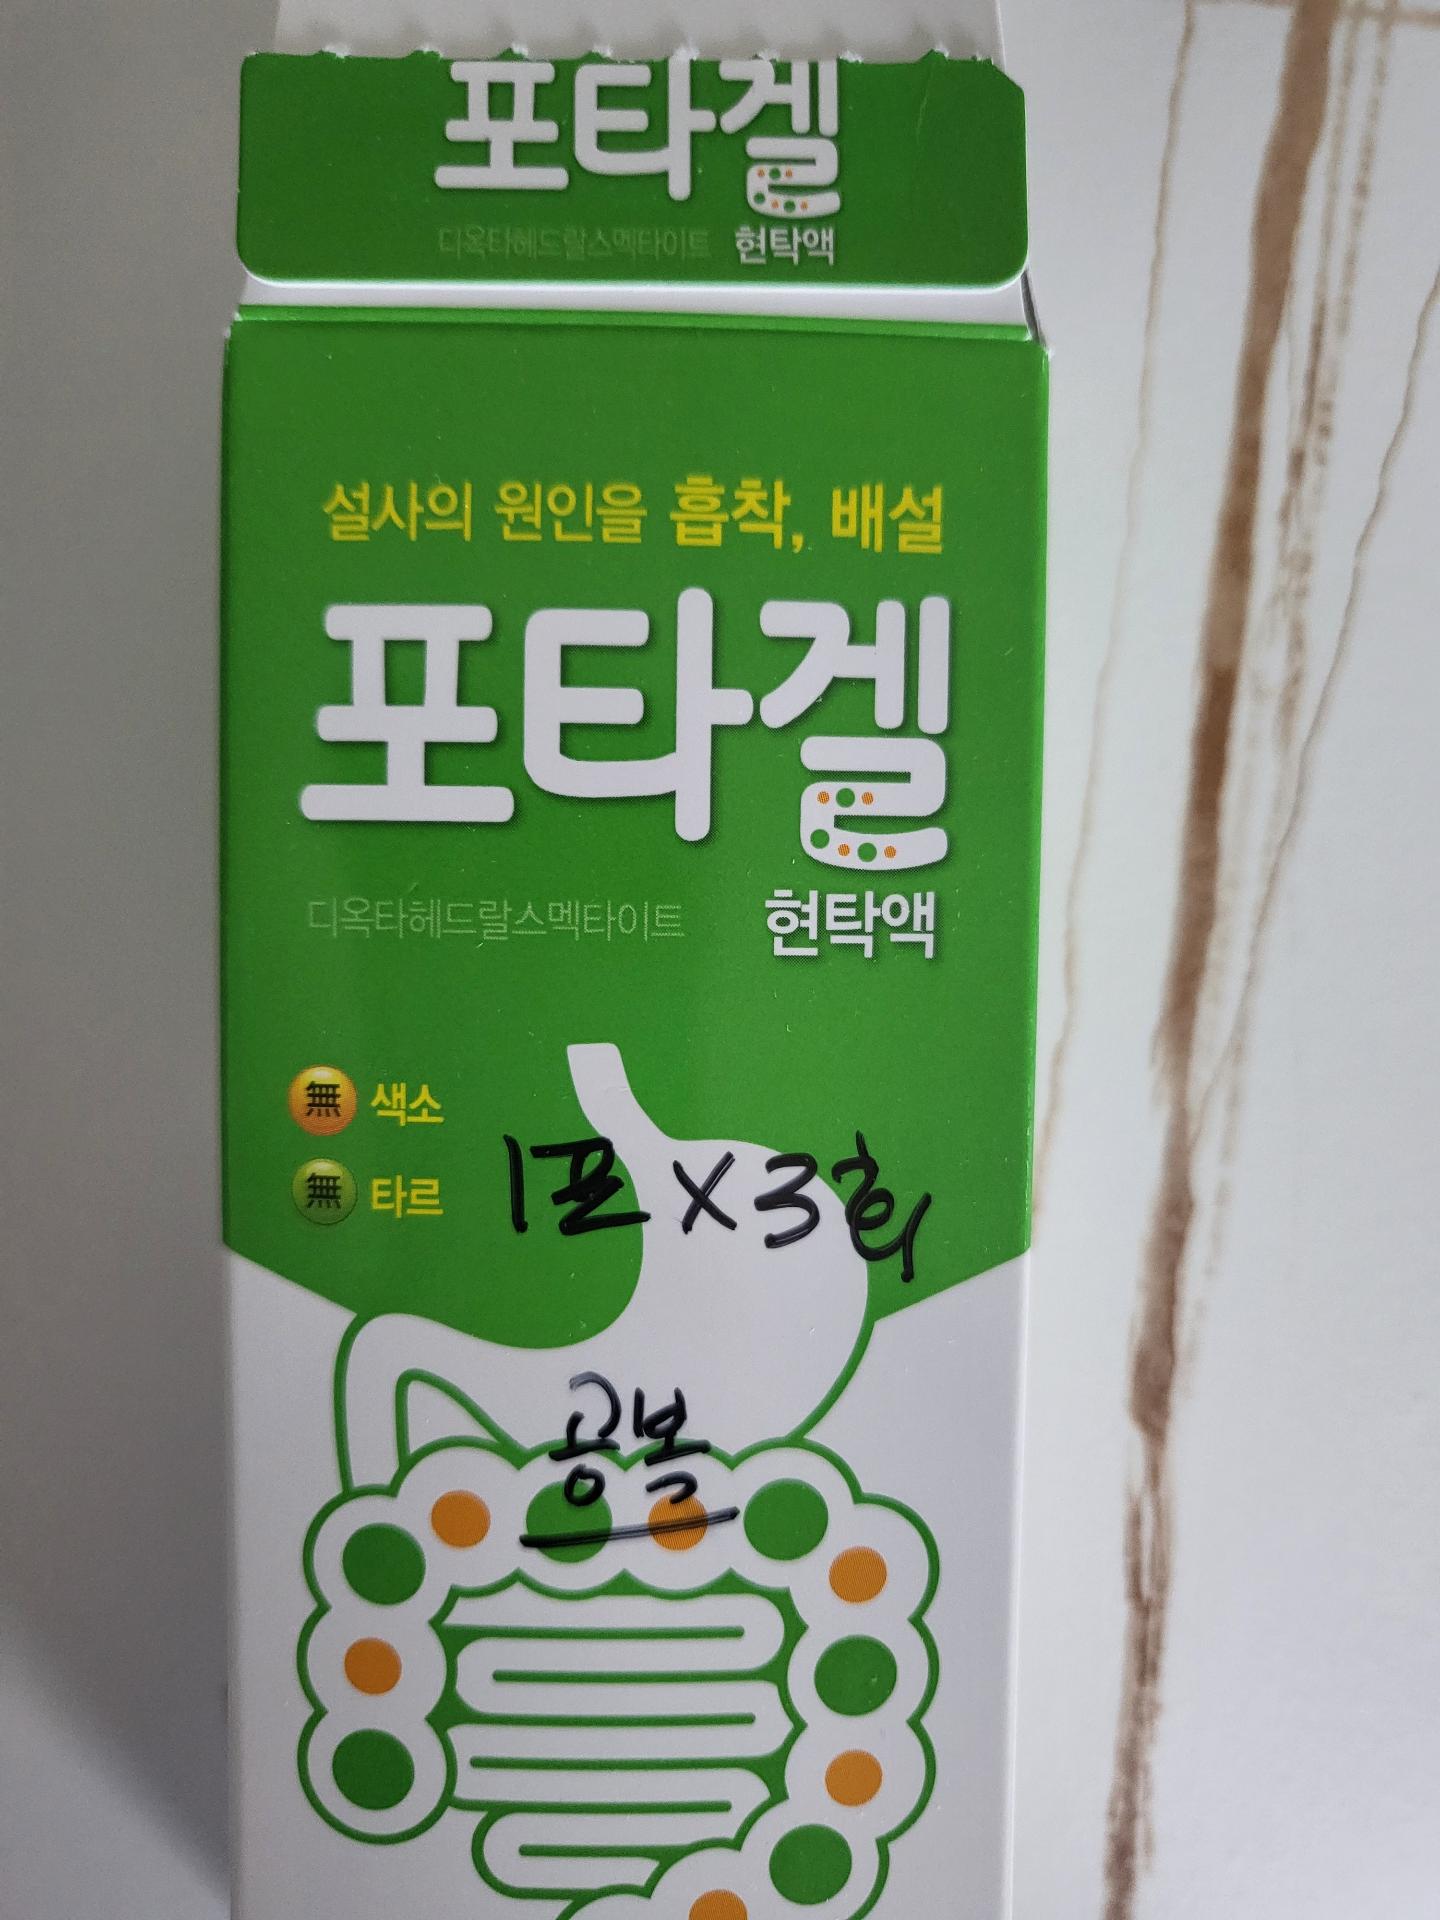 포타겔
디옥타헤드랄스멕타이트 현탁액
설사의 원인을 흡착, 배설
포타겔
디옥타헤드랄스멕타이트 현탁액
無 색소
無 타르
1포 X 3회
공복